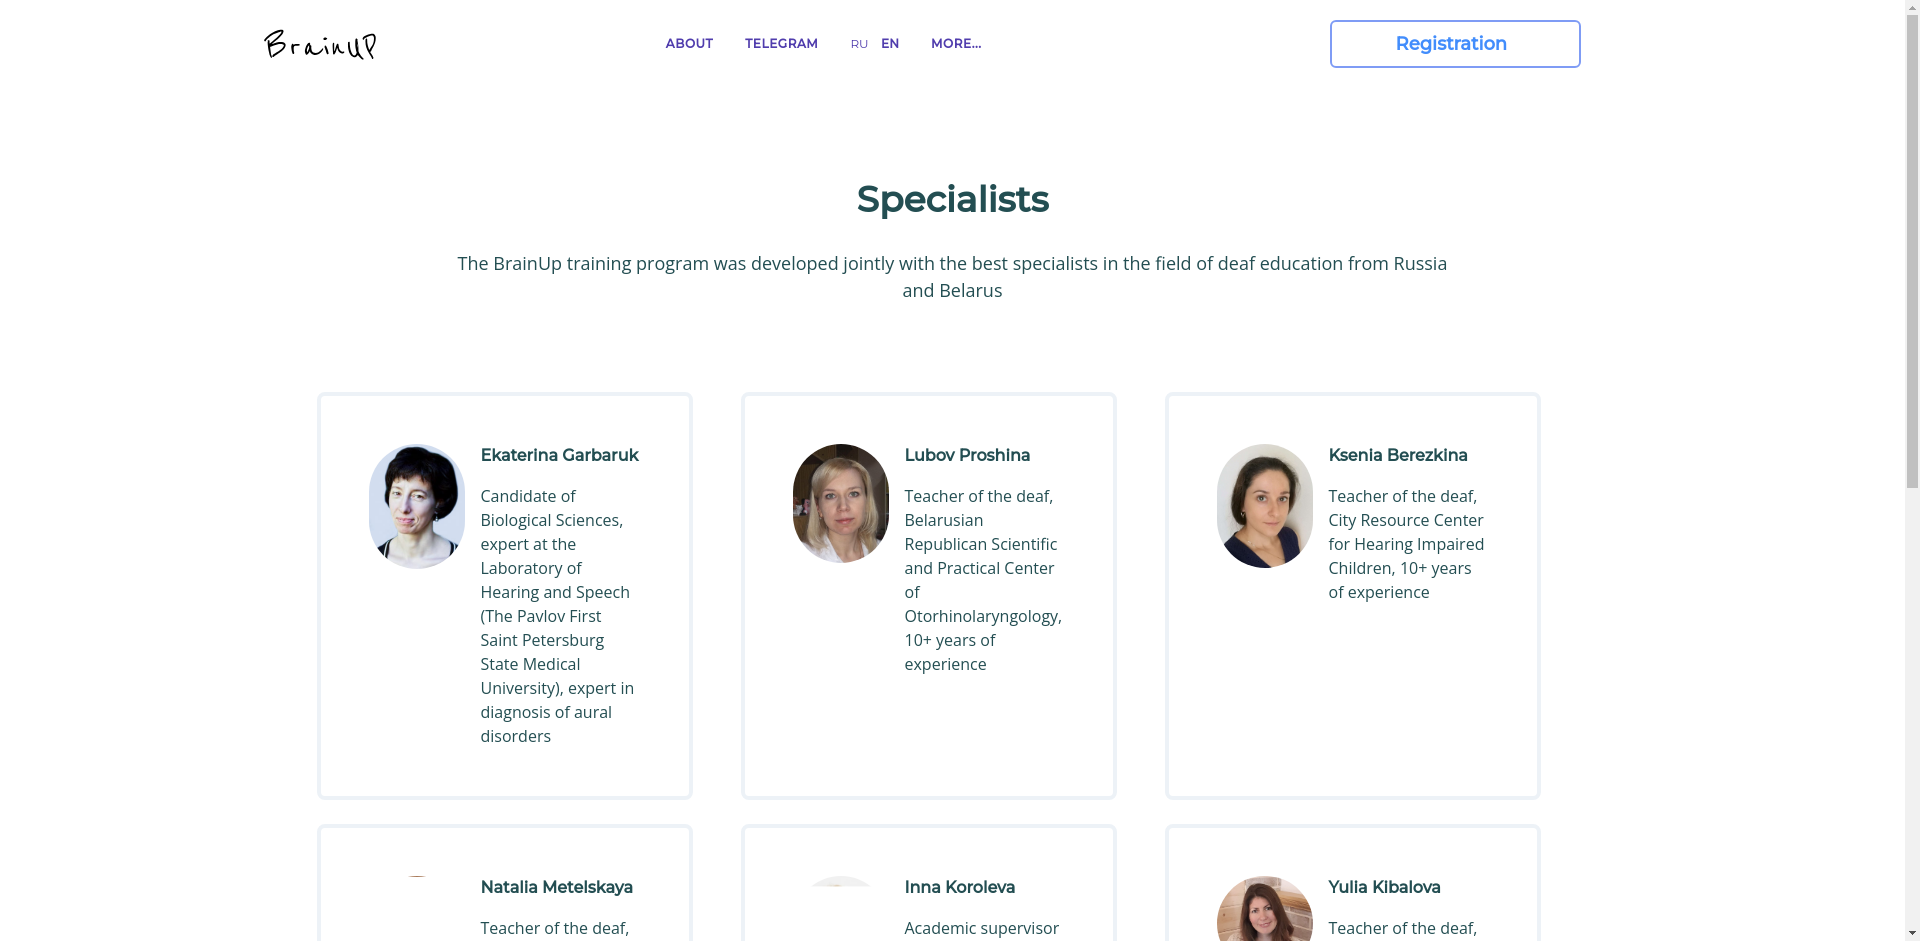 BrainUP
ABOUT
TELEGRAM
RU
EN
MORE...
Registration
Specialists
The BrainUp training program was developed jointly with the best specialists in the field of deaf education from Russia
and Belarus
Ekaterina Garbaruk
Candidate of
Biological Sciences,
expert at the
Laboratory of
Hearing and Speech
(The Pavlov First
Saint Petersburg
State Medical
University), expert in
diagnosis of aural
disorders
Lubov Proshina
Teacher of the deaf,
Belarusian
Republican Scientific
and Practical Center
of
Otorhinolaryngology,
10+ years of
experience
Ksenia Berezkina
Teacher of the deaf,
City Resource Center
for Hearing Impaired
Children, 10+ years
of experience
Natalia Metelskaya
Teacher of the deaf,
Inna Koroleva
Academic supervisor
Yulia Kibalova
Teacher of the deaf,